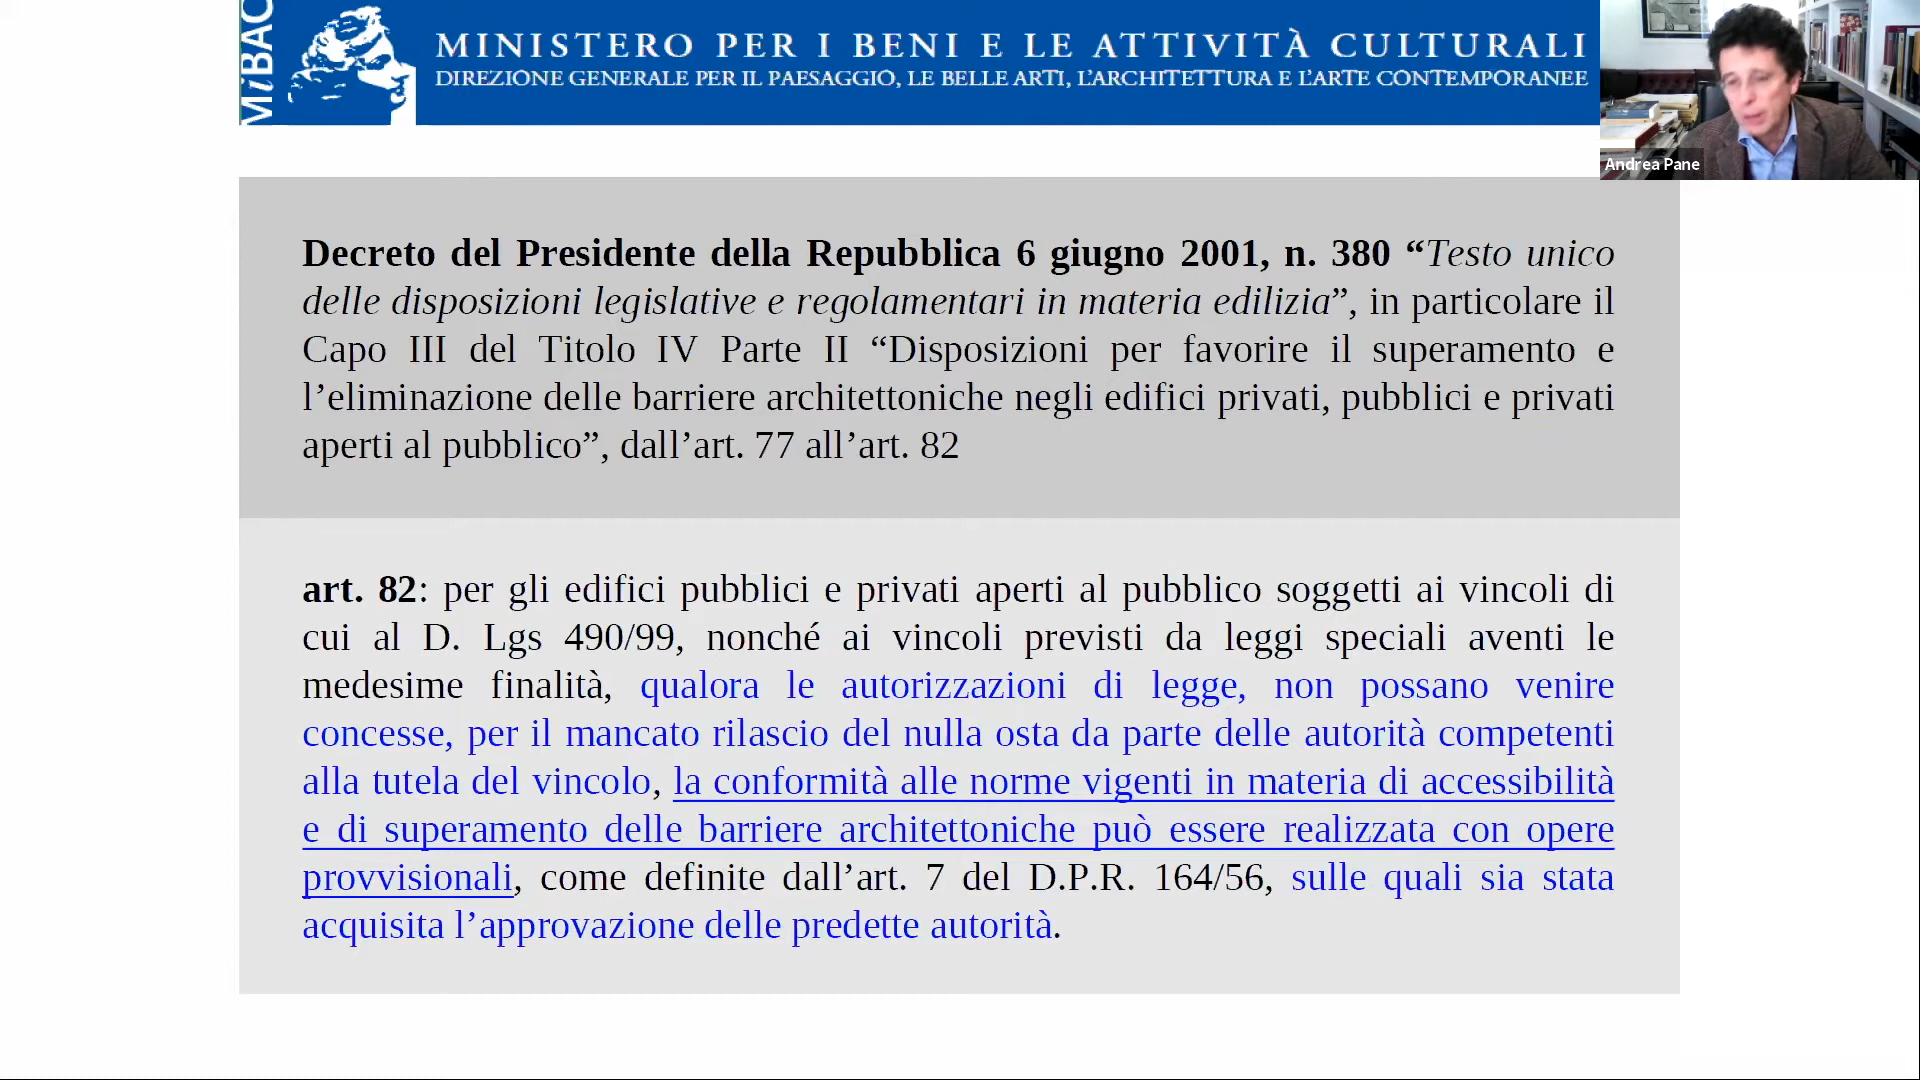 MiBAC
MINISTERO PER I BENI E LE ATTIVITÀ CULTURALI
DIREZIONE GENERALE PER IL PAESAGGIO, LE BELLE ARTI, L'ARCHITETTURA E L'ARTE CONTEMPORANEE
Andrea Pane
Decreto del Presidente della Repubblica 6 giugno 2001, n. 380 “Testo unico
delle disposizioni legislative e regolamentari in materia edilizia”, in particolare il
Capo III del Titolo IV Parte II “Disposizioni per favorire il superamento e
l’eliminazione delle barriere architettoniche negli edifici privati, pubblici e privati
aperti al pubblico”, dall’art. 77 all’art. 82
art. 82: per gli edifici pubblici e privati aperti al pubblico soggetti ai vincoli di
cui al D. Lgs 490/99, nonché ai vincoli previsti da leggi speciali aventi le
medesime finalità, qualora le autorizzazioni di legge, non possano venire
concesse, per il mancato rilascio del nulla osta da parte delle autorità competenti
alla tutela del vincolo, la conformità alle norme vigenti in materia di accessibilità
e di superamento delle barriere architettoniche può essere realizzata con opere
provvisionali, come definite dall’art. 7 del D.P.R. 164/56, sulle quali sia stata
acquisita l’approvazione delle predette autorità.